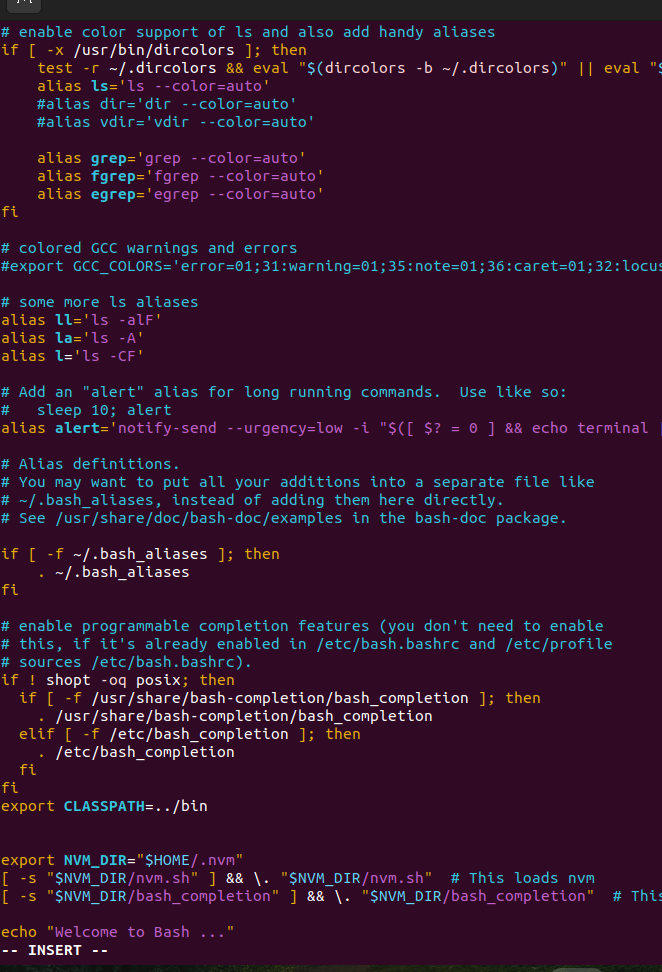 # enable color support of ls and also add handy aliases
if [ -x /usr/bin/dircolors ]; then
    test -r ~/.dircolors && eval "$(dircolors -b ~/.dircolors)" || eval "$
    alias ls='ls --color=auto'
    #alias dir='dir --color=auto'
    #alias vdir='vdir --color=auto'

    alias grep='grep --color=auto'
    alias fgrep='fgrep --color=auto'
    alias egrep='egrep --color=auto'
fi

# colored GCC warnings and errors
#export GCC_COLORS='error=01;31:warning=01;35:note=01;36:caret=01;32:locus

# some more ls aliases
alias ll='ls -alF'
alias la='ls -A'
alias l='ls -CF'

# Add an "alert" alias for long running commands.  Use like so:
#   sleep 10; alert
alias alert='notify-send --urgency=low -i "$([ $? = 0 ] && echo terminal |

# Alias definitions.
# You may want to put all your additions into a separate file like
# ~/.bash_aliases, instead of adding them here directly.
# See /usr/share/doc/bash-doc/examples in the bash-doc package.

if [ -f ~/.bash_aliases ]; then
    . ~/.bash_aliases
fi

# enable programmable completion features (you don't need to enable
# this, if it's already enabled in /etc/bash.bashrc and /etc/profile
# sources /etc/bash.bashrc).
if ! shopt -oq posix; then
  if [ -f /usr/share/bash-completion/bash_completion ]; then
    . /usr/share/bash-completion/bash_completion
  elif [ -f /etc/bash_completion ]; then
    . /etc/bash_completion
  fi
fi
export CLASSPATH=../bin


export NVM_DIR="$HOME/.nvm"
[ -s "$NVM_DIR/nvm.sh" ] && \. "$NVM_DIR/nvm.sh"  # This loads nvm
[ -s "$NVM_DIR/bash_completion" ] && \. "$NVM_DIR/bash_completion"  # This

echo "Welcome to Bash ..."
-- INSERT --